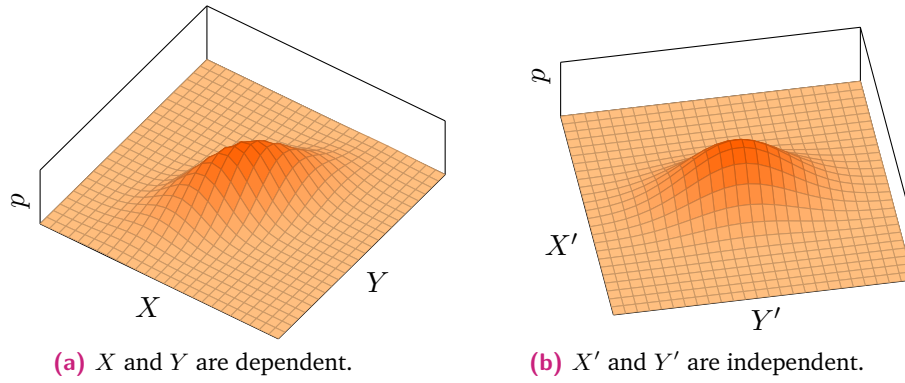 p
X
Y
p
X′
Y′
(a) X and Y are dependent.
(b) X′ and Y′ are independent.